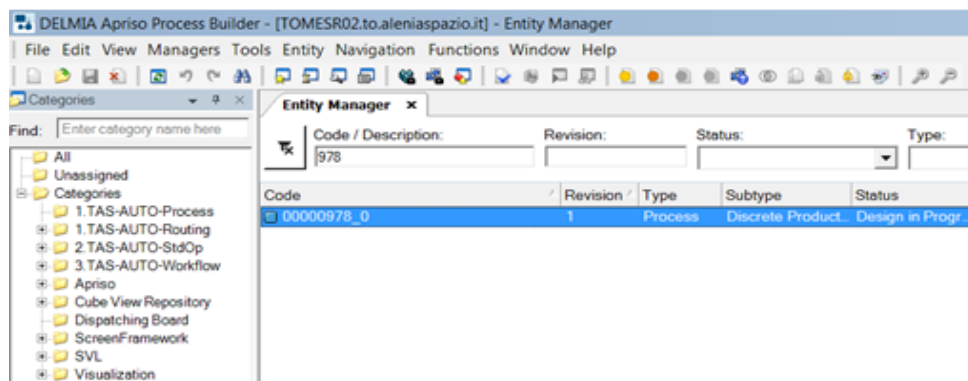 DELMIA Apriso Process Builder - [TOMESR02.to.aleniaspazio.it] - Entity Manager
File Edit View Managers Tools Entity Navigation Functions Window Help
Categories
Find: Enter category name here
All
Unassigned
Categories
1.TAS-AUTO-Process
1.TAS-AUTO-Routing
2.TAS-AUTO-StdOp
3.TAS-AUTO-Workflow
Apriso
Cube View Repository
Dispatching Board
ScreenFramework
SVL
Visualization
Entity Manager x
Code / Description: Revision: Status: Type:
978
Code Revision Type Subtype Status
00000978_0 1 Process Discrete Product... Design in Progr...